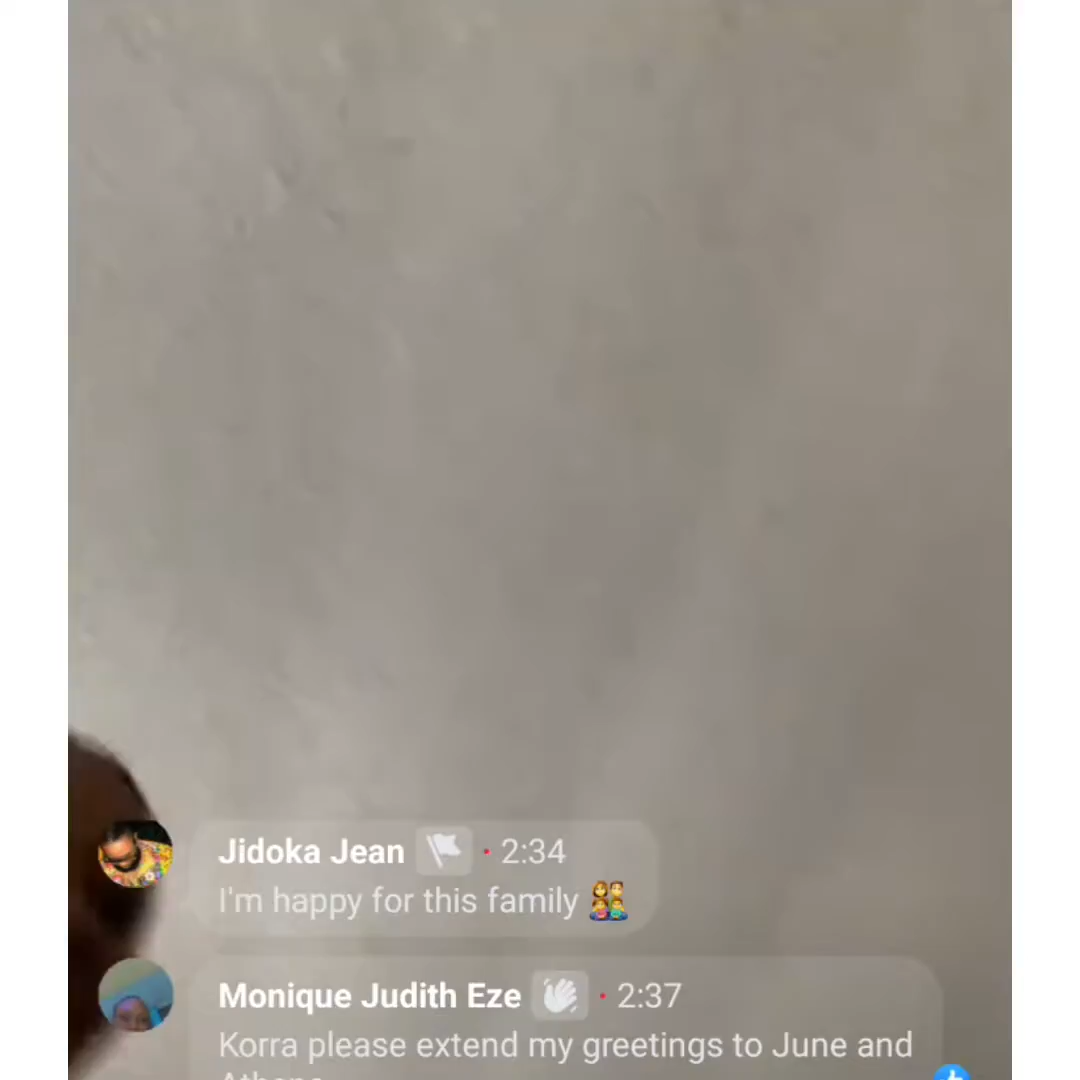 Jidoka Jean • 2:34
I'm happy for this family 👨‍👩‍👧‍👦
Monique Judith Eze 👋 • 2:37
Korra please extend my greetings to June and